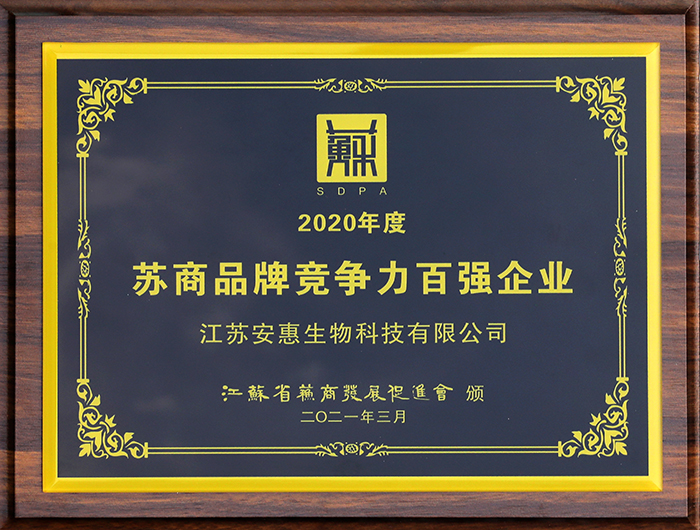 SDPA
2020年度
苏商品牌竞争力百强企业
江苏安惠生物科技有限公司
江蘇省蘇商發展促進會 颁
二〇二一年三月